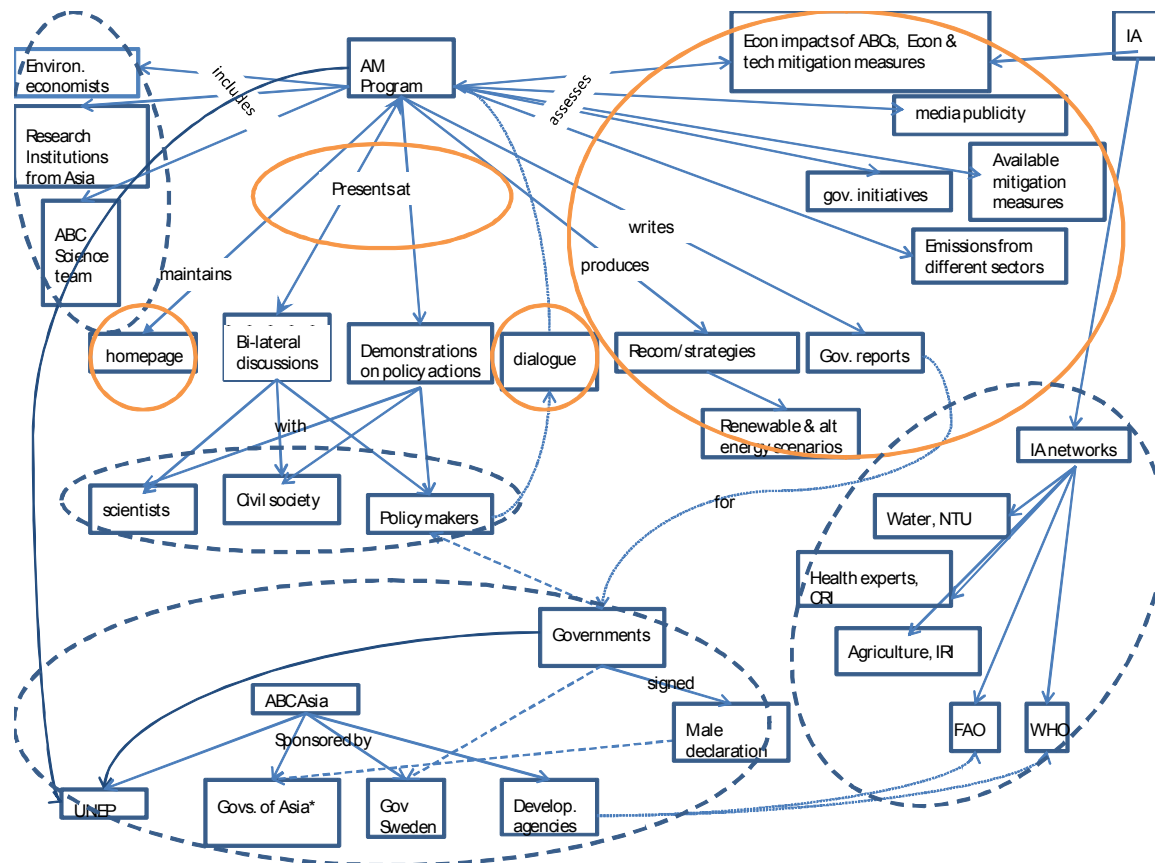 Environ.
economists
includes
AM
Program
assesses
Econ impacts of ABCs, Econ &
tech mitigation measures
IA
media publicity
Research
Institutions
from Asia
Available
mitigation
measures
gov. initiatives
Presents at
ABC
Science
team
writes
Emissions from
different sectors
maintains
produces
homepage
Bi-lateral
discussions
Demonstrations
on policy actions
dialogue
Recom/ strategies
Gov. reports
with
Renewable & alt
energy scenarios
IA networks
scientists
Civil society
Policy makers
for
Water, NTU
Health experts,
CRI
Governments
Agriculture, IRI
signed
ABC Asia
Sponsored by
Male
declaration
FAO
WHO
UNEP
Govs. of Asia*
Gov
Sweden
Develop.
agencies